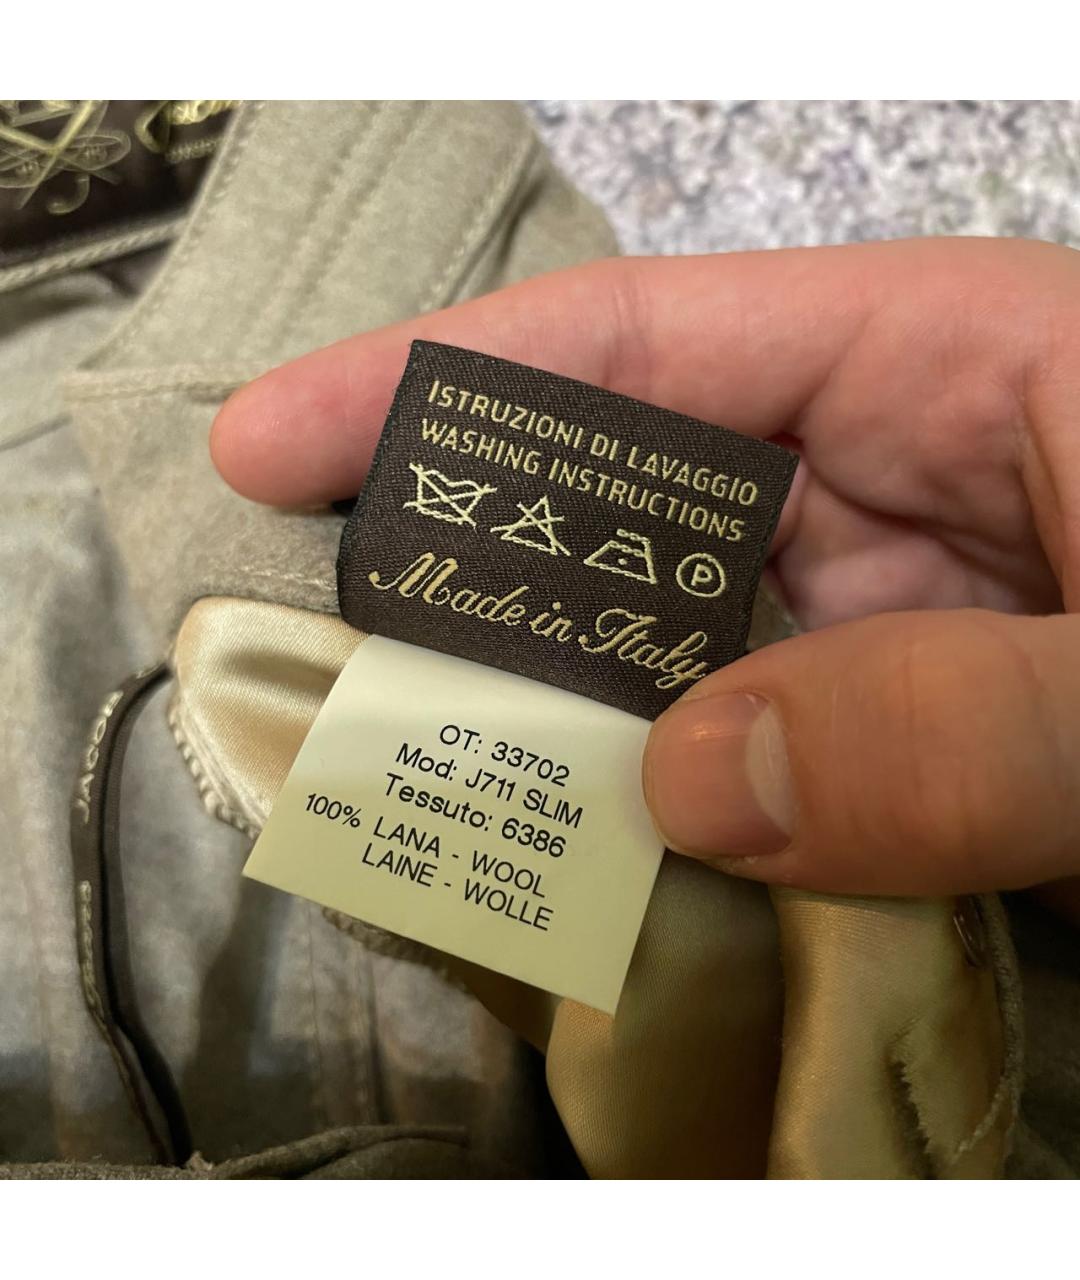 ISTRUZIONI DI LAVAGGIO
WASHING INSTRUCTIONS
P
Made in Italy
OT: 33702
Mod: J711 SLIM
Tessuto: 6386
100% LANA - WOOL
LAINE - WOLLE
JACOB